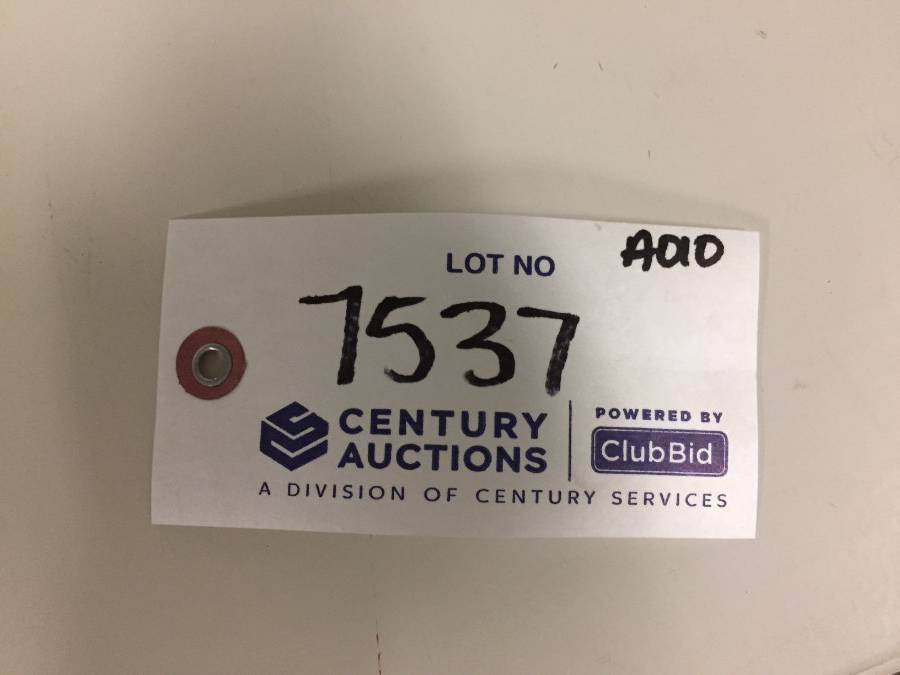 LOT NO
A010
7537
CENTURY
AUCTIONS
POWERED BY
ClubBid
A DIVISION OF CENTURY SERVICES